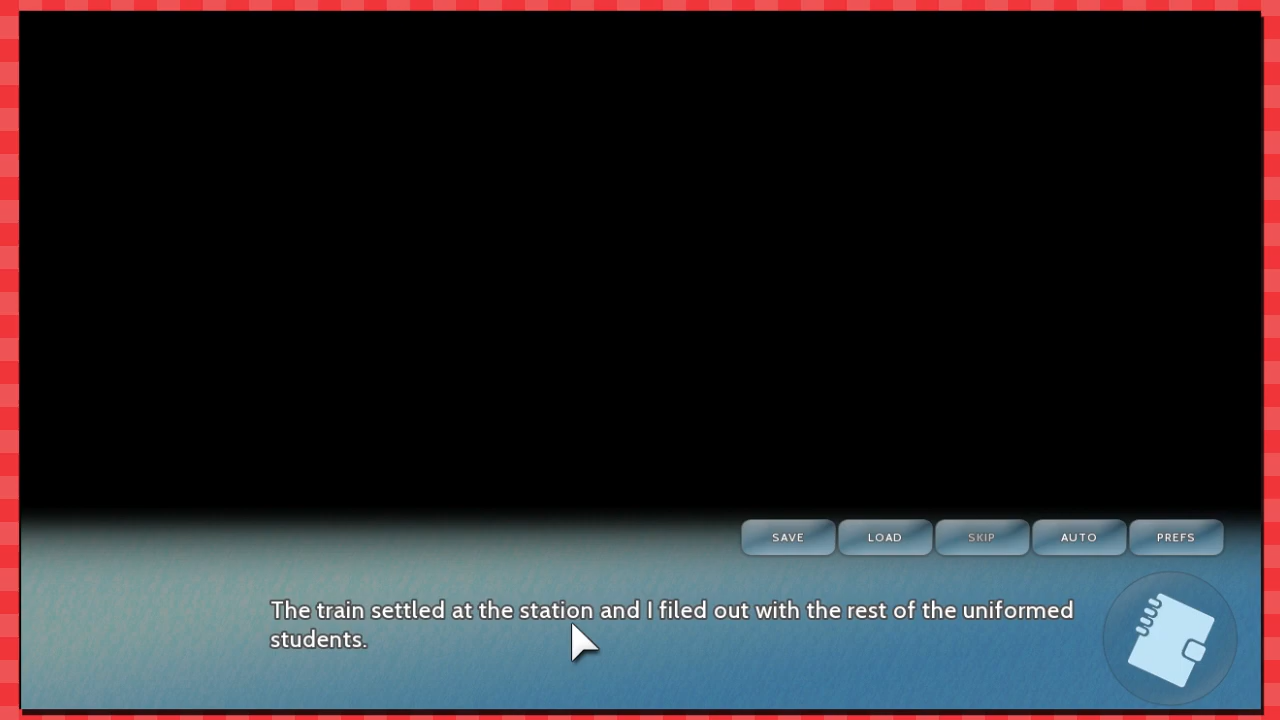 SAVE LOAD SKIP AUTO PREFS
The train settled at the station and I filed out with the rest of the uniformed
students.